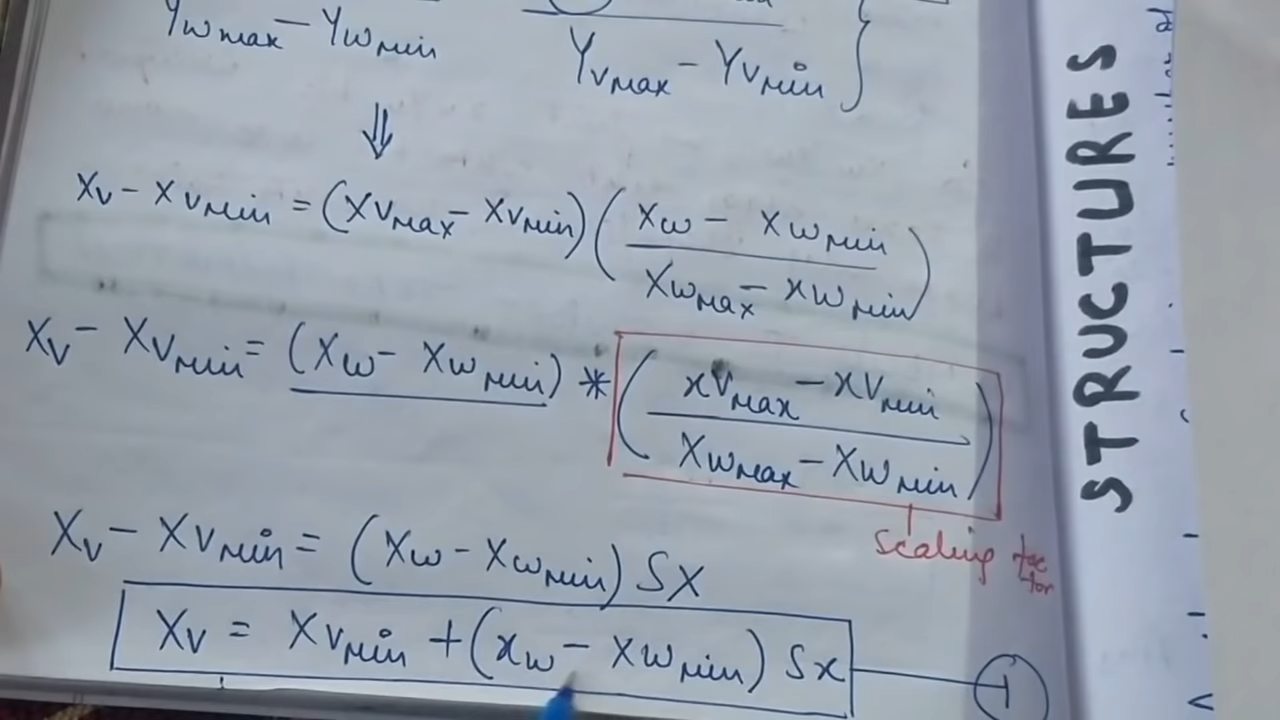 Ywmax - Ywmin
Yvmax - Yvmin }
⇓
Xv - Xvmin = (Xvmax - Xvmin) (Xw - Xwmin / Xwmax - Xwmin)
Xv - Xvmin = (Xw - Xwmin) * (xvmax - xvmin / Xwmax - Xwmin)
Scaling factor
Xv - Xvmin = (Xw - Xwmin) SX
Xv = Xvmin + (xw - Xwmin) Sx — 1
STRUCTURES